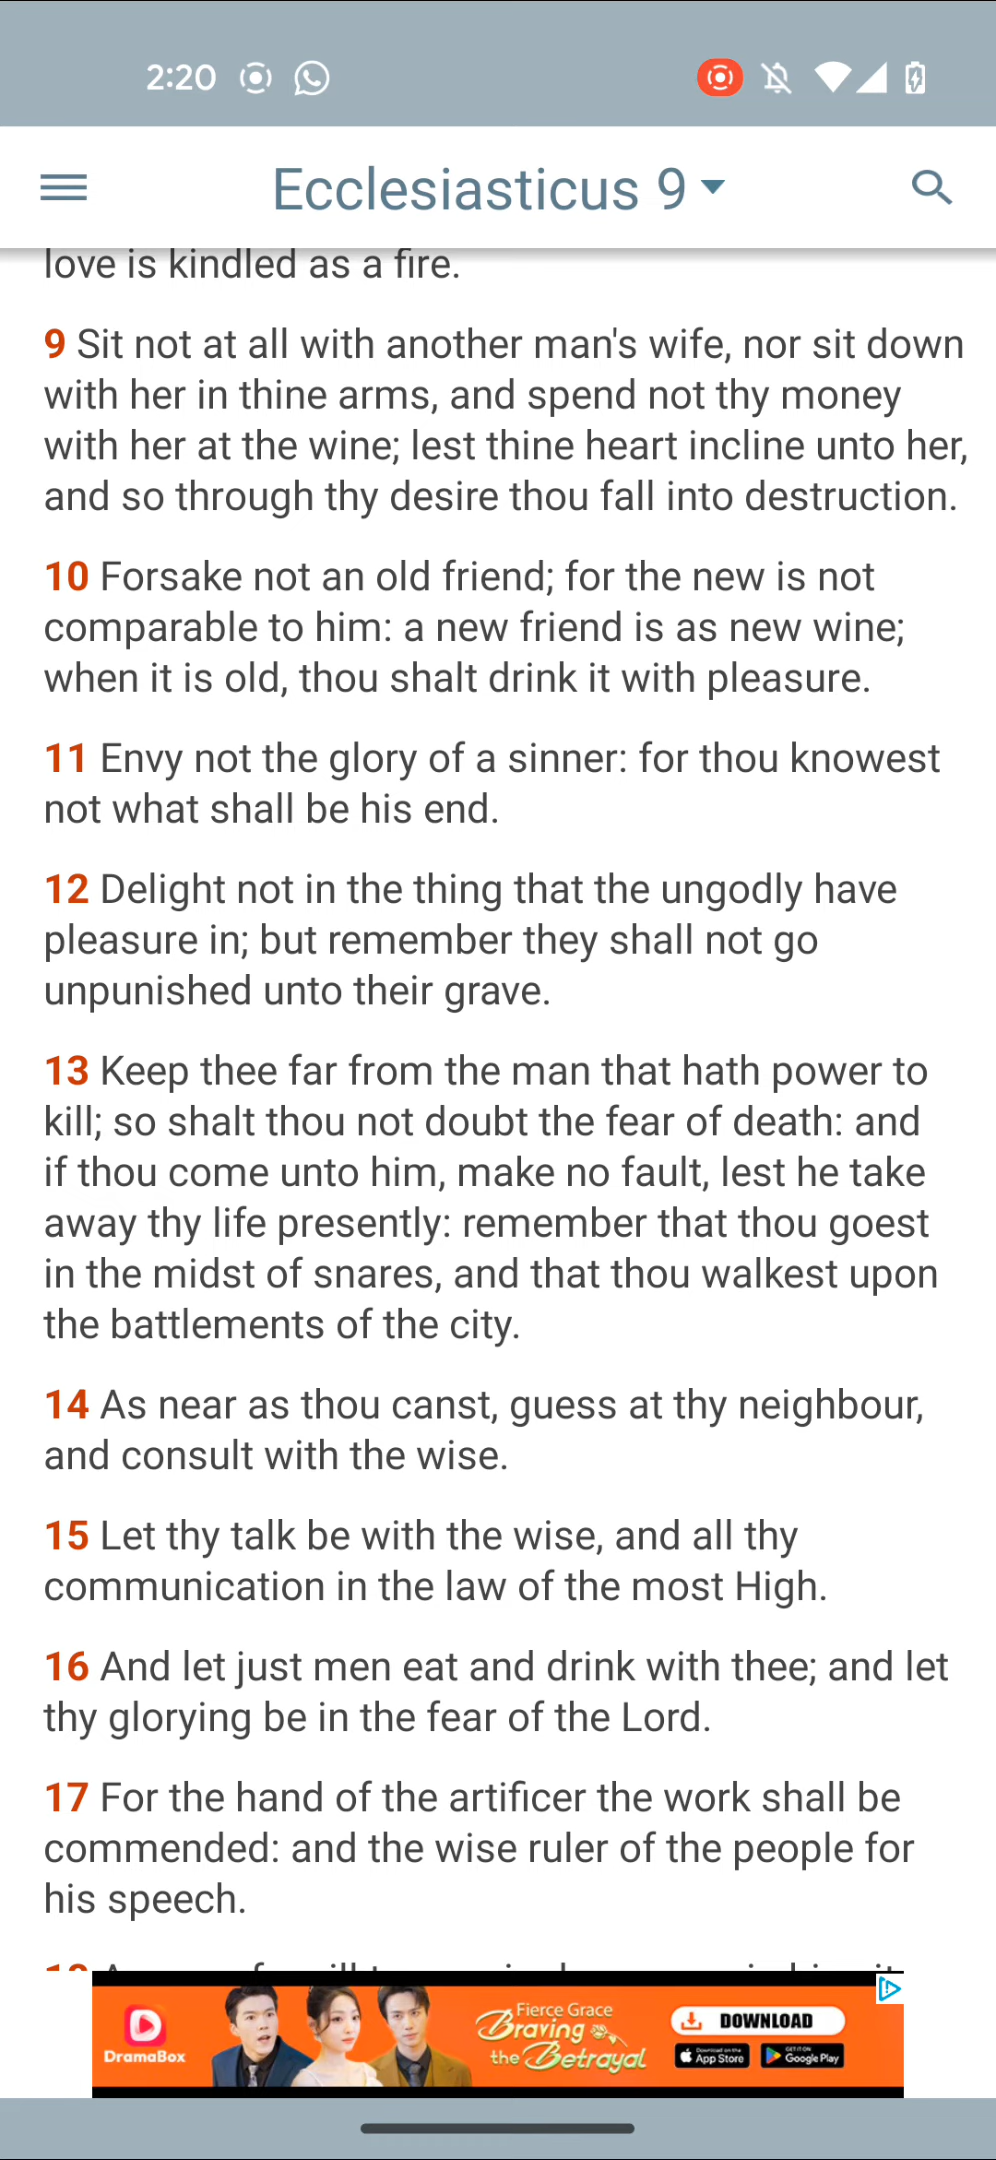 2:20
Ecclesiasticus 9
love is kindled as a fire.
9 Sit not at all with another man's wife, nor sit down
with her in thine arms, and spend not thy money
with her at the wine; lest thine heart incline unto her,
and so through thy desire thou fall into destruction.
10 Forsake not an old friend; for the new is not
comparable to him: a new friend is as new wine;
when it is old, thou shalt drink it with pleasure.
11 Envy not the glory of a sinner: for thou knowest
not what shall be his end.
12 Delight not in the thing that the ungodly have
pleasure in; but remember they shall not go
unpunished unto their grave.
13 Keep thee far from the man that hath power to
kill; so shalt thou not doubt the fear of death: and
if thou come unto him, make no fault, lest he take
away thy life presently: remember that thou goest
in the midst of snares, and that thou walkest upon
the battlements of the city.
14 As near as thou canst, guess at thy neighbour,
and consult with the wise.
15 Let thy talk be with the wise, and all thy
communication in the law of the most High.
16 And let just men eat and drink with thee; and let
thy glorying be in the fear of the Lord.
17 For the hand of the artificer the work shall be
commended: and the wise ruler of the people for
his speech.
DramaBox
Fierce Grace
Braving
the Betrayal
DOWNLOAD
Download on the
App Store
GET IT ON
Google Play